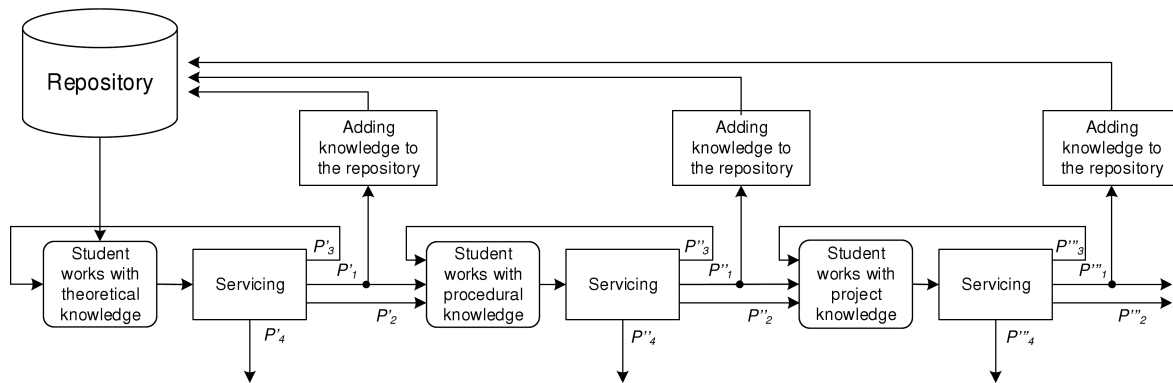 Repository
Adding
knowledge to
the repository
Adding
knowledge to
the repository
Adding
knowledge to
the repository
Student
works with
theoretical
knowledge
Servicing
P'3
P'1
P'2
P'4
Student
works with
procedural
knowledge
Servicing
P''3
P''1
P''2
P''4
Student
works with
project
knowledge
Servicing
P'''3
P'''1
P'''2
P'''4